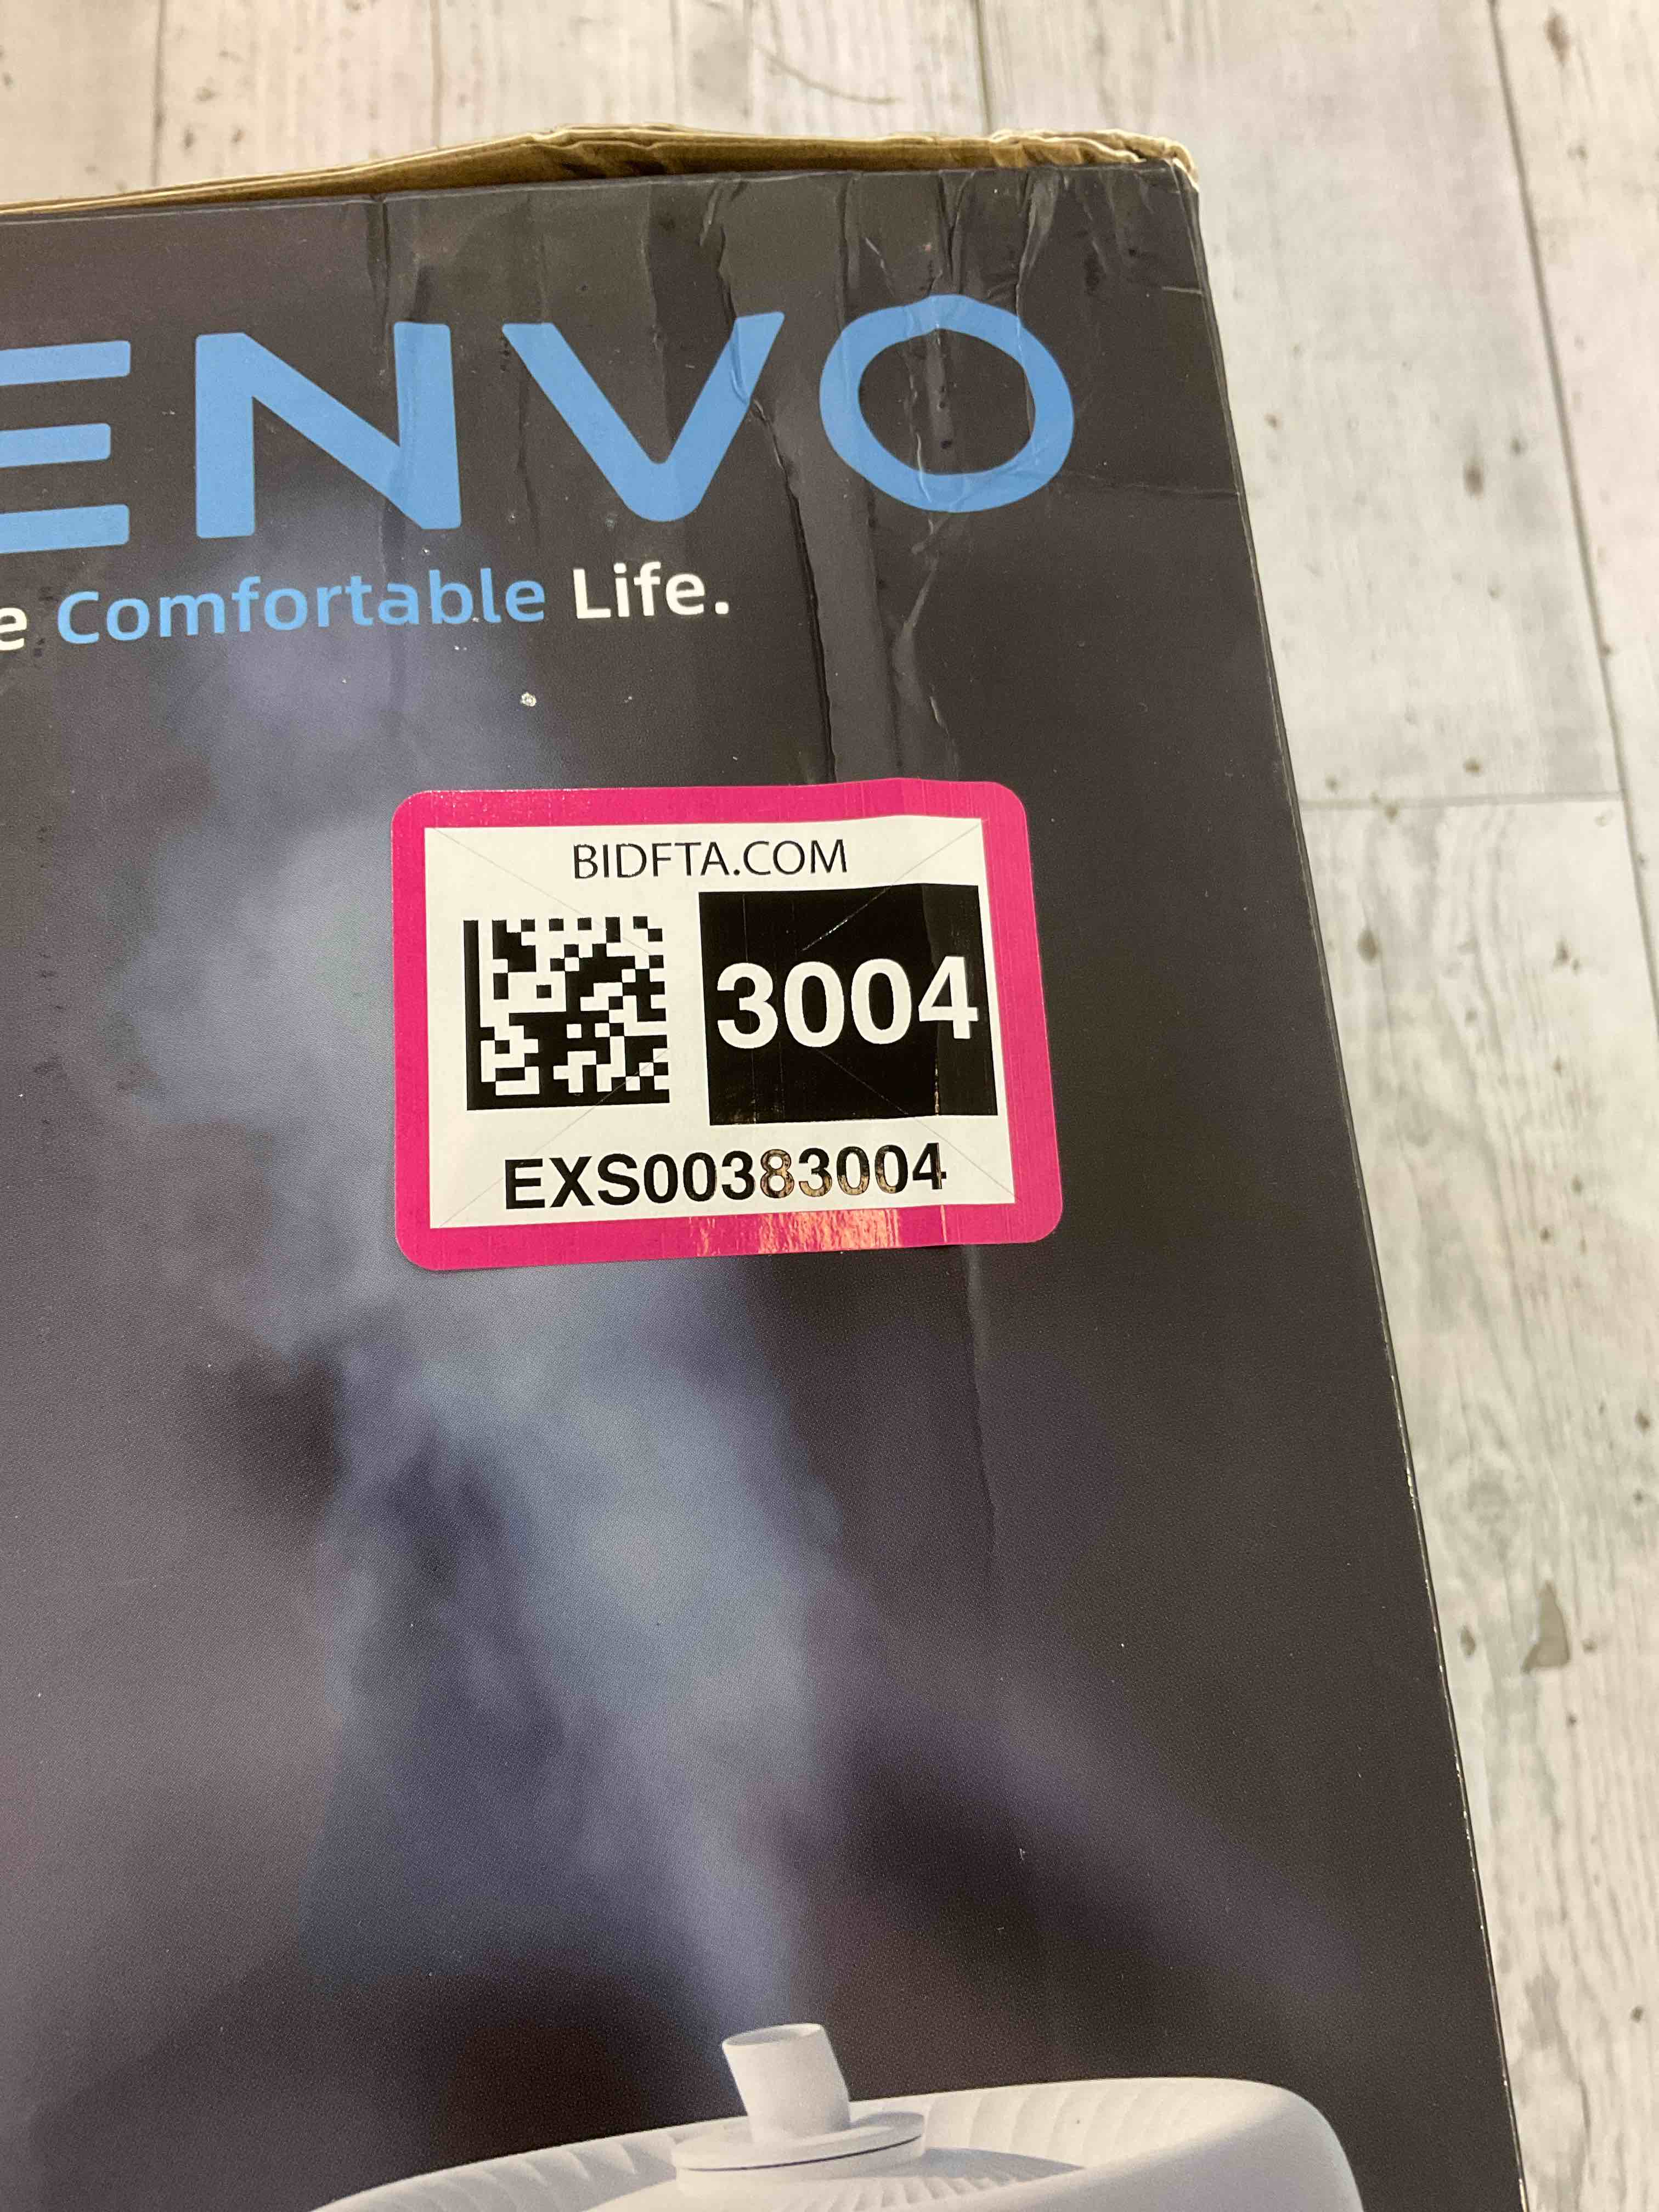 ENVO
e Comfortable Life.
BIDFTA.COM
3004
EXS00383004